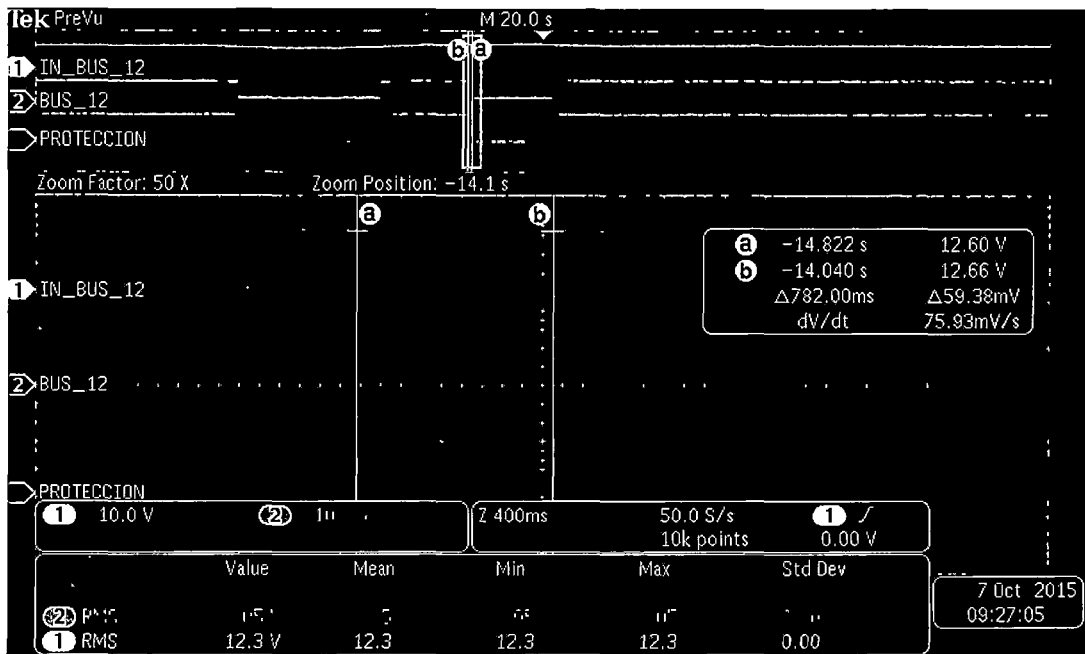 Tek PreVu M 20.0 s
b a
1 IN_BUS_12
2 BUS_12
PROTECCION
Zoom Factor: 50 X Zoom Position: -14.1 s
a b
a -14.822 s 12.60 V
b -14.040 s 12.66 V
△782.00ms △59.38mV
dV/dt 75.93mV/s
1 IN_BUS_12
2 BUS_12
PROTECCION
1 10.0 V 2
Z 400ms 50.0 S/s 1
10k points 0.00 V
Value Mean Min Max Std Dev
2 RMS
1 RMS 12.3 V 12.3 12.3 12.3 0.00
7 Oct 2015
09:27:05